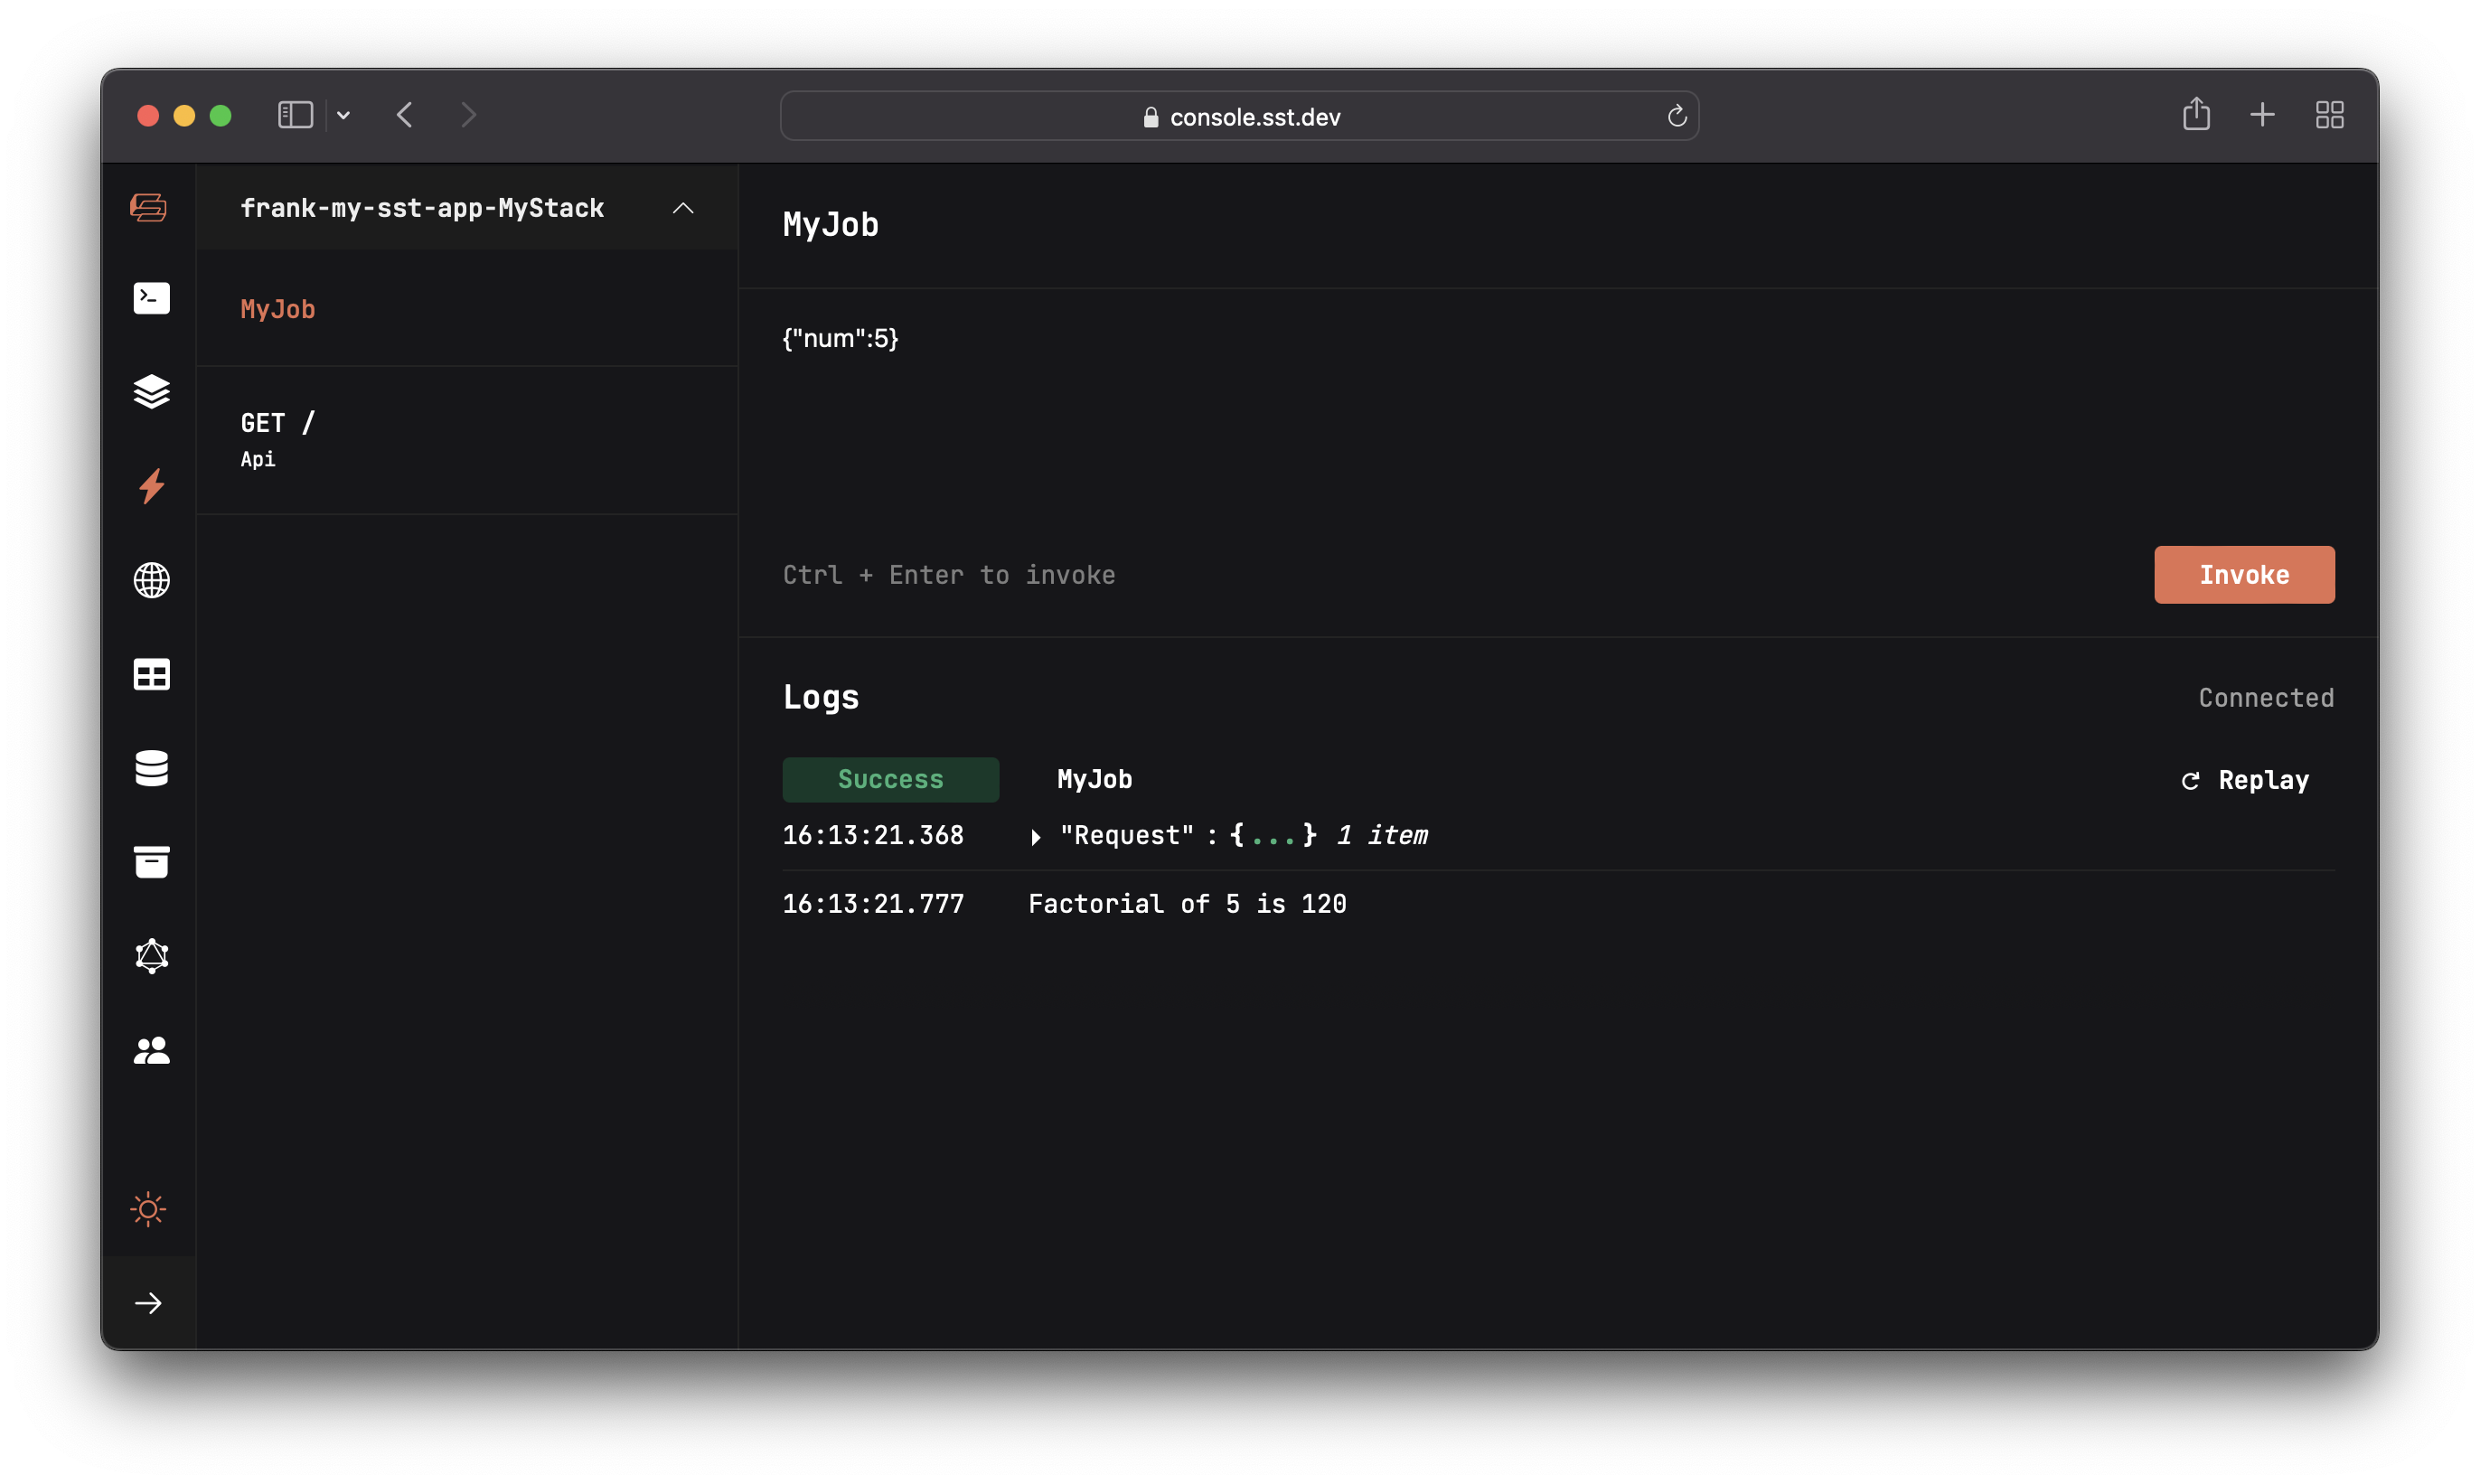 console.sst.dev
frank-my-sst-app-MyStack
MyJob
GET /
Api
MyJob
{"num":5}
Ctrl + Enter to invoke
Invoke
Logs
Connected
Success MyJob Replay
16:13:21.368 "Request" : {...} 1 item
16:13:21.777 Factorial of 5 is 120